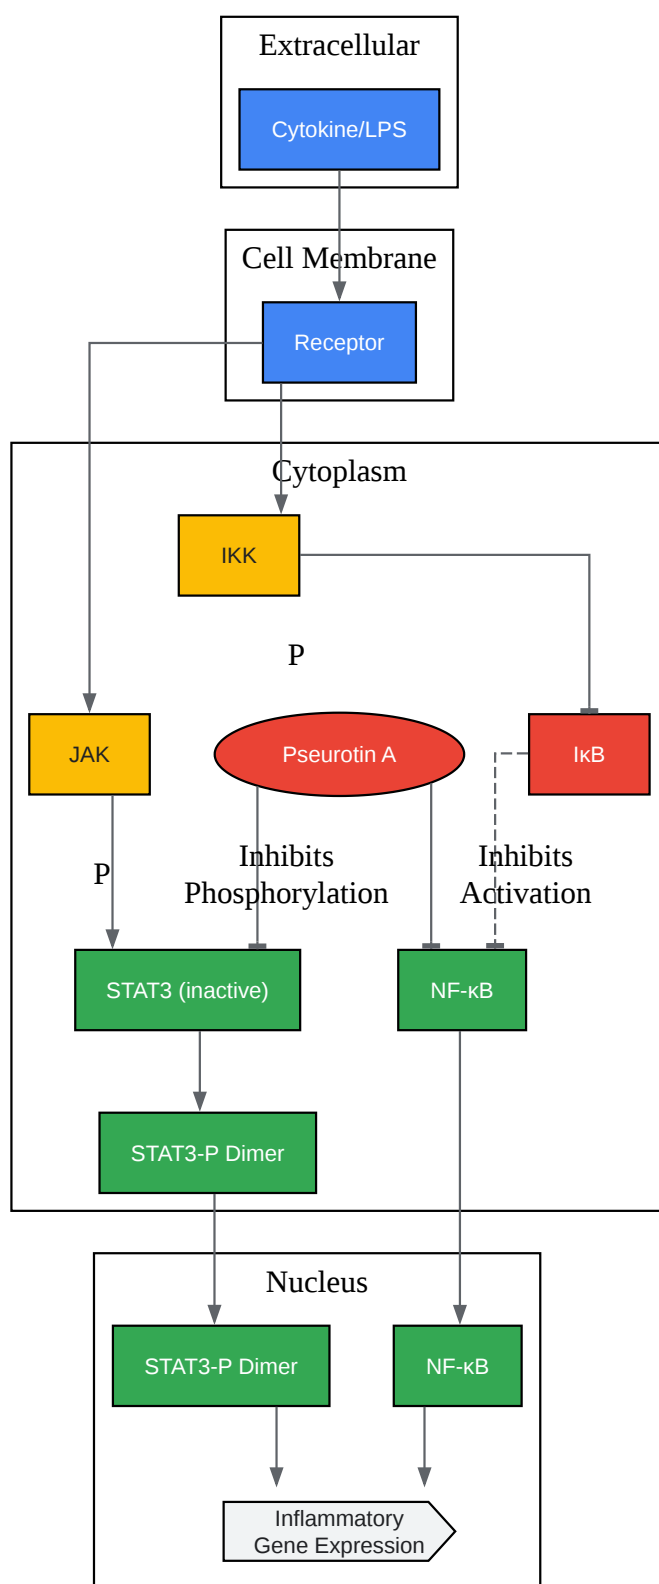 Extracellular
Cytokine/LPS
Cell Membrane
Receptor
Cytoplasm
IKK
P
JAK
Pseurotin A
IκB
P
Inhibits
Phosphorylation
Inhibits
Activation
STAT3 (inactive)
NF-κB
STAT3-P Dimer
Nucleus
STAT3-P Dimer
NF-κB
Inflammatory
Gene Expression